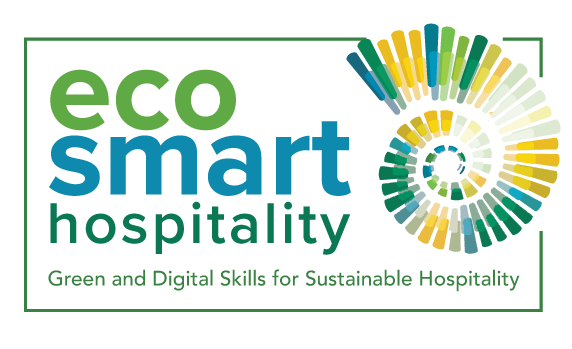 eco
smart
hospitality
Green and Digital Skills for Sustainable Hospitality